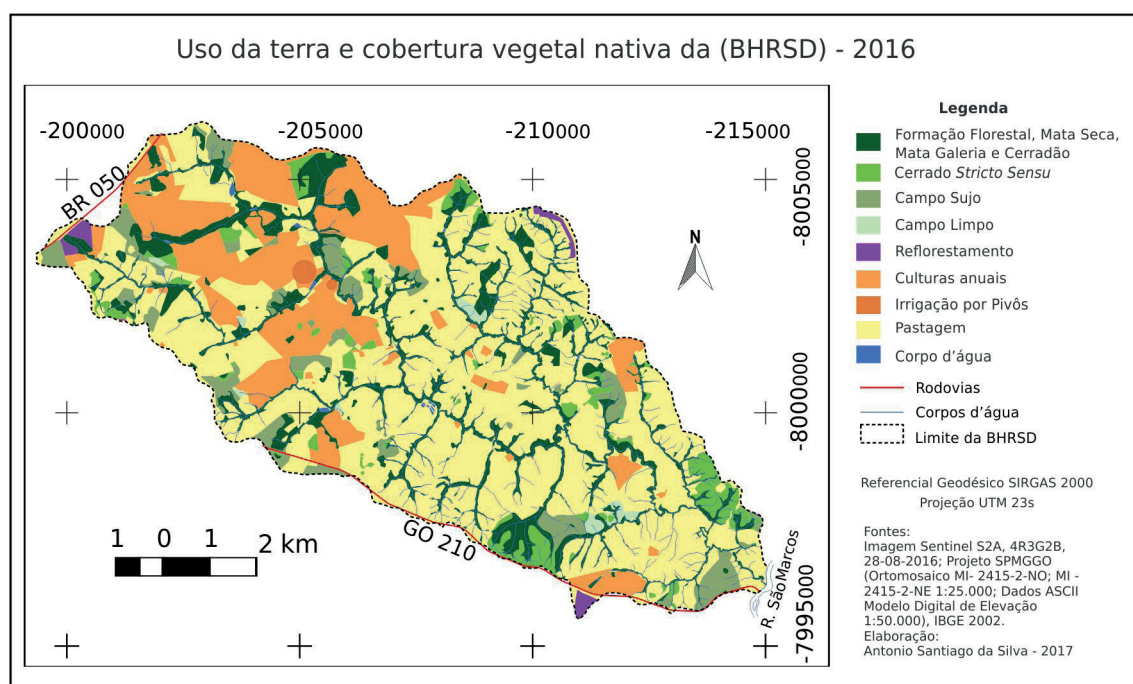 Uso da terra e cobertura vegetal nativa da (BHRSD) - 2016
-200000
-205000
-210000
-215000
-8005000
-8000000
-7995000
BR 050
GO 210
R. São Marcos
N
1 0 1 2 km
Legenda
Formação Florestal, Mata Seca,
Mata Galeria e Cerradão
Cerrado Stricto Sensu
Campo Sujo
Campo Limpo
Reflorestamento
Culturas anuais
Irrigação por Pivôs
Pastagem
Corpo d'água
Rodovias
Corpos d'água
Limite da BHRSD
Referencial Geodésico SIRGAS 2000
Projeção UTM 23s
Fontes:
Imagem Sentinel S2A, 4R3G2B,
28-08-2016; Projeto SPMGGO
(Ortomosaico MI- 2415-2-NO; MI -
2415-2-NE 1:25.000; Dados ASCII
Modelo Digital de Elevação
1:50.000), IBGE 2002.
Elaboração:
Antonio Santiago da Silva - 2017